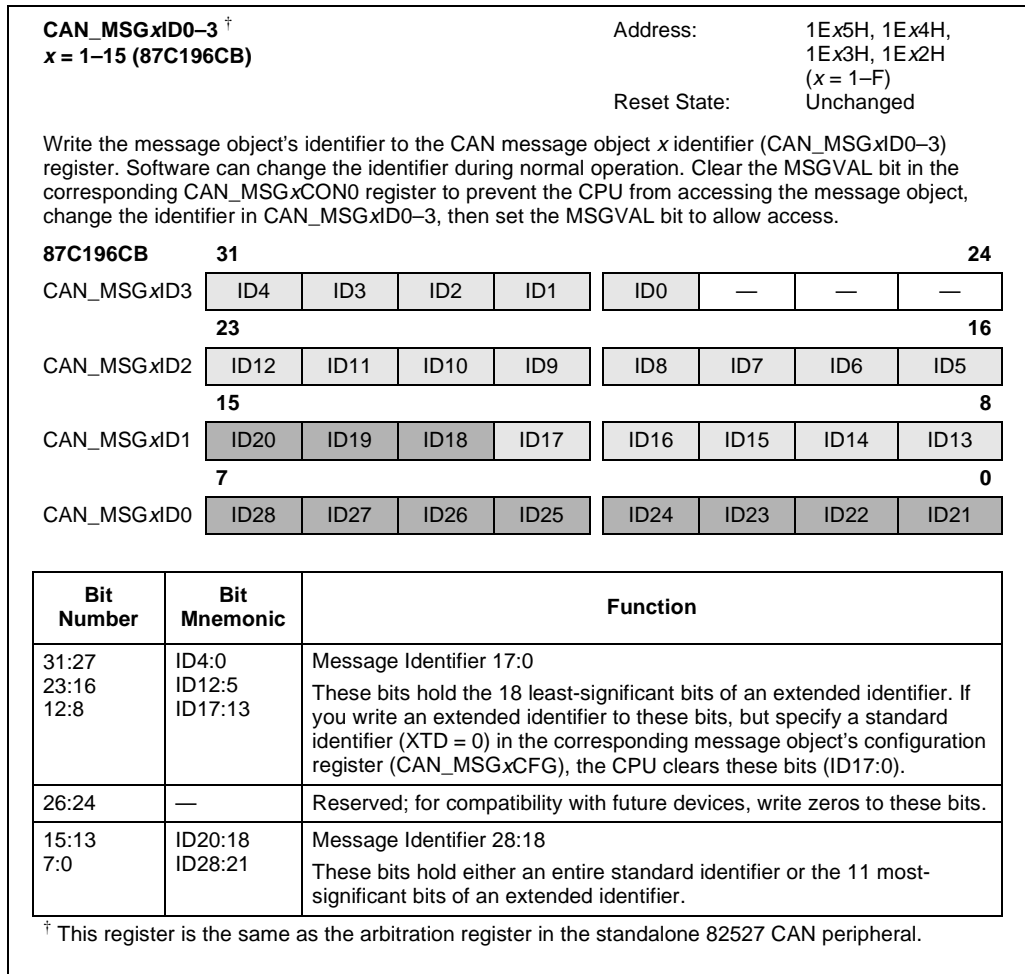 CAN_MSGxID0–3 †
x = 1–15 (87C196CB)
Address: 1Ex5H, 1Ex4H,
1Ex3H, 1Ex2H
(x = 1–F)
Reset State: Unchanged
Write the message object's identifier to the CAN message object x identifier (CAN_MSGxID0–3)
register. Software can change the identifier during normal operation. Clear the MSGVAL bit in the
corresponding CAN_MSGxCON0 register to prevent the CPU from accessing the message object,
change the identifier in CAN_MSGxID0–3, then set the MSGVAL bit to allow access.
87C196CB 31 24
CAN_MSGxID3 ID4 ID3 ID2 ID1 ID0 — — —
23 16
CAN_MSGxID2 ID12 ID11 ID10 ID9 ID8 ID7 ID6 ID5
15 8
CAN_MSGxID1 ID20 ID19 ID18 ID17 ID16 ID15 ID14 ID13
7 0
CAN_MSGxID0 ID28 ID27 ID26 ID25 ID24 ID23 ID22 ID21
Bit Number Bit Mnemonic Function
31:27 ID4:0 Message Identifier 17:0
23:16 ID12:5
12:8 ID17:13
These bits hold the 18 least-significant bits of an extended identifier. If
you write an extended identifier to these bits, but specify a standard
identifier (XTD = 0) in the corresponding message object's configuration
register (CAN_MSGxCFG), the CPU clears these bits (ID17:0).
26:24 — Reserved; for compatibility with future devices, write zeros to these bits.
15:13 ID20:18 Message Identifier 28:18
7:0 ID28:21
These bits hold either an entire standard identifier or the 11 most-
significant bits of an extended identifier.
† This register is the same as the arbitration register in the standalone 82527 CAN peripheral.